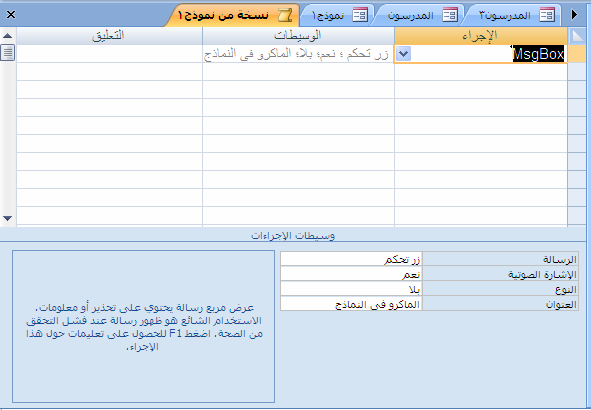 المدرسون٣ المدرسون نموذج١ نسخة من نموذج١
الإجراء الوسيطات التعليق
MsgBox زر تحكم ؛ نعم؛ بلا؛ الماكرو في النماذج
وسيطات الإجراءات
الرسالة زر تحكم
الإشارة الصوتية نعم
النوع بلا
العنوان الماكرو في النماذج
عرض مربع رسالة يحتوي على تحذير أو معلومات.
الاستخدام الشائع هو ظهور رسالة عند فشل التحقق
من الصحة. اضغط F1 للحصول على تعليمات حول هذا
الإجراء.